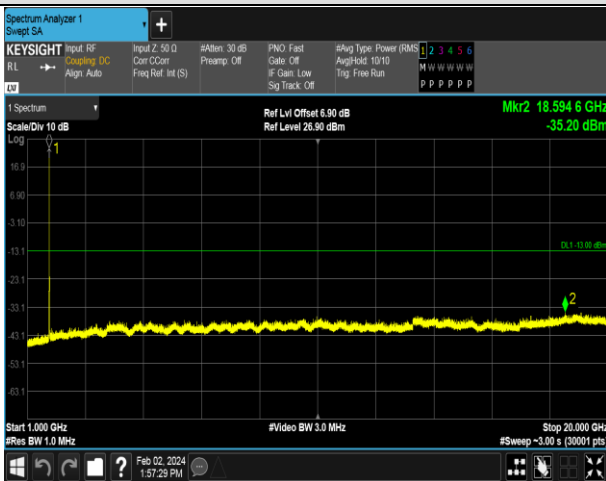 Spectrum Analyzer 1
Swept SA
+
KEYSIGHT Input: RF Input Z: 50 Ω #Atten: 30 dB PNO: Fast #Avg Type: Power (RMS 1 2 3 4 5 6
RL Coupling: DC Corr CCorr Preamp: Off Gate: Off Avg|Hold: 10/10 M W W W W W
Align: Auto Freq Ref: Int (S) IF Gain: Low Trig: Free Run
LXI Sig Track: Off P P P P P P
1 Spectrum Ref Lvl Offset 6.90 dB Mkr2 18.594 6 GHz
Scale/Div 10 dB Ref Level 26.90 dBm -35.20 dBm
Log
1
16.9
6.90
-3.10
-13.1 DL1 -13.00 dBm
-23.1
-33.1 2
-43.1
-53.1
-63.1
Start 1.000 GHz #Video BW 3.0 MHz Stop 20.000 GHz
#Res BW 1.0 MHz #Sweep ~3.00 s (30001 pts)
? Feb 02, 2024
1:57:29 PM